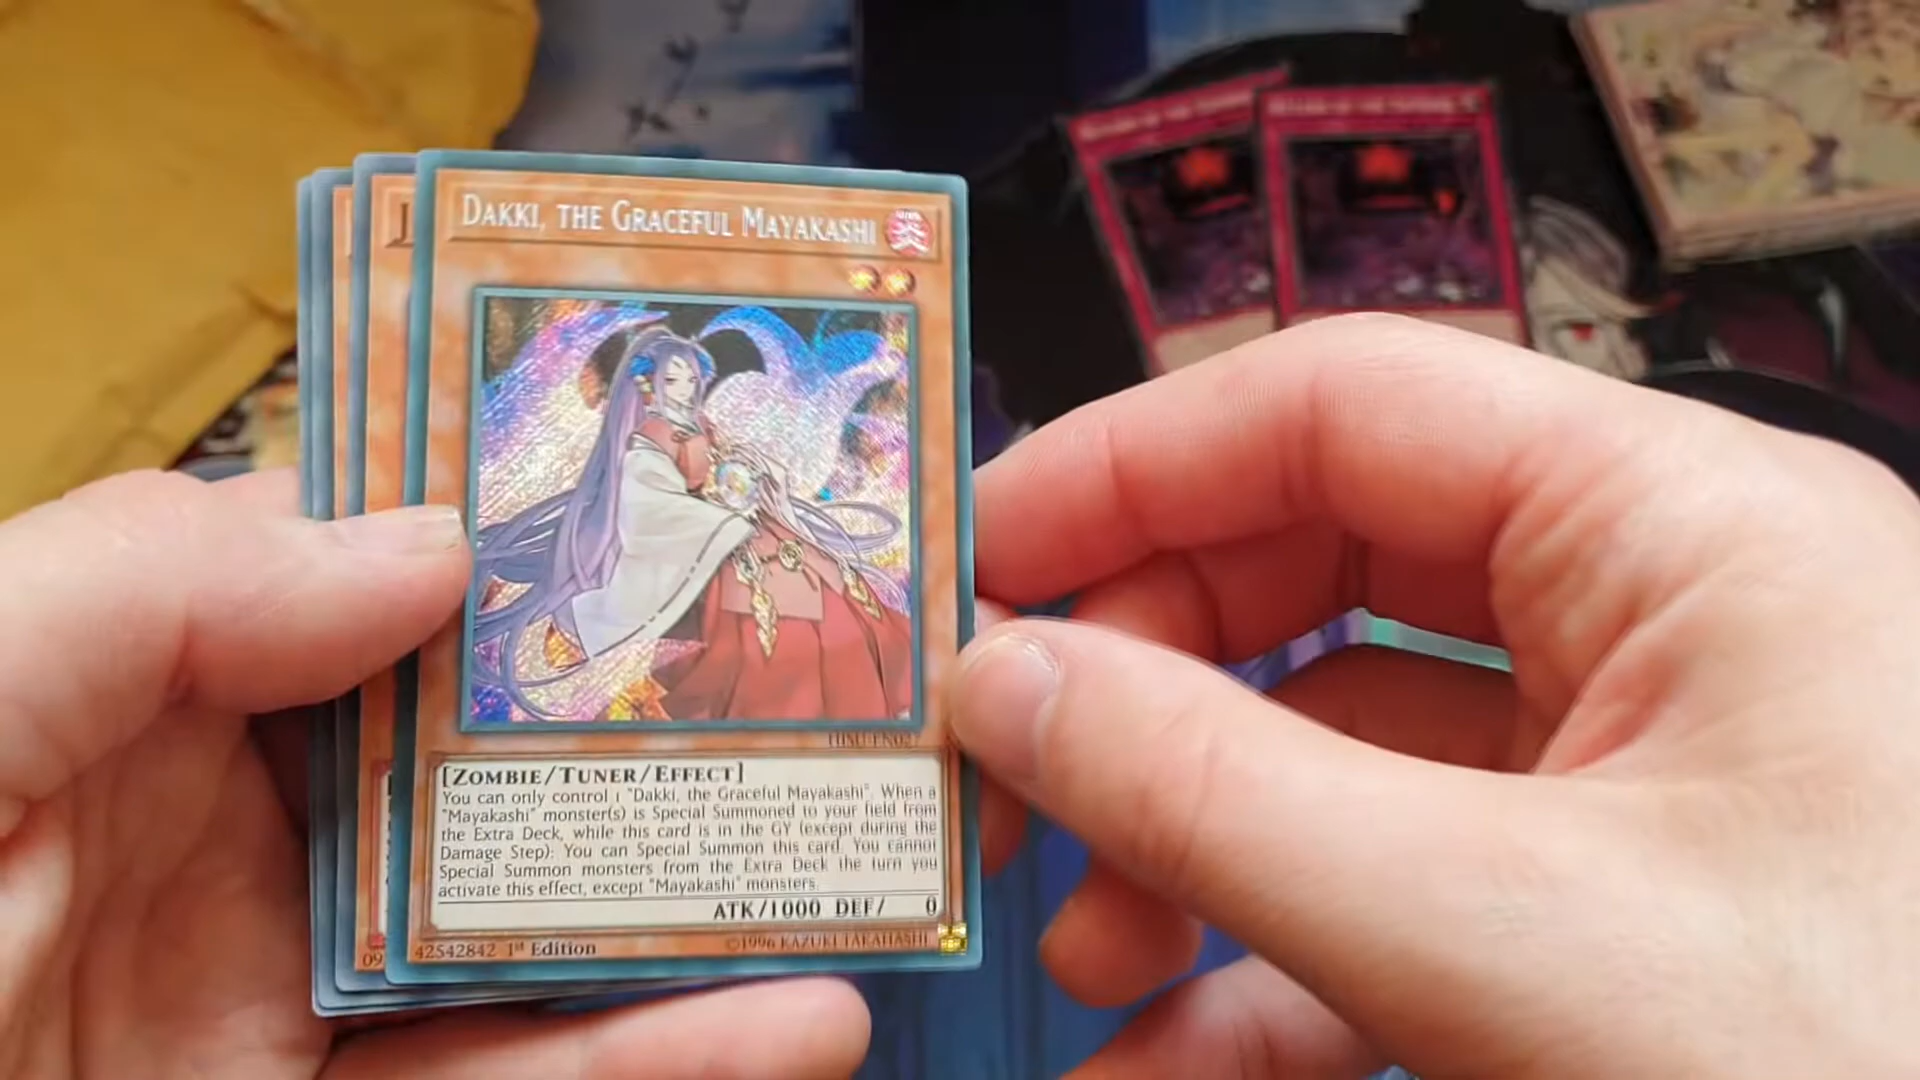 DAKKI, THE GRACEFUL MAYAKASHI
炎
[ZOMBIE/TUNER/EFFECT]
You can only control 1 "Dakki, the Graceful Mayakashi". When a
"Mayakashi" monster(s) is Special Summoned to your field from
the Extra Deck, while this card is in the GY (except during the
Damage Step): You can Special Summon this card. You cannot
Special Summon monsters from the Extra Deck the turn you
activate this effect, except "Mayakashi" monsters.
ATK/1000 DEF/ 0
09
42542842 1st Edition ©1996 KAZUKI TAKAHASHI